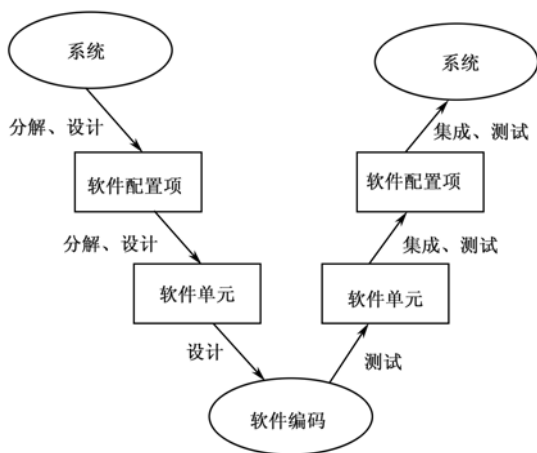 系统
系统
分解、设计
集成、测试
软件配置项
软件配置项
分解、设计
集成、测试
软件单元
软件单元
设计
测试
软件编码